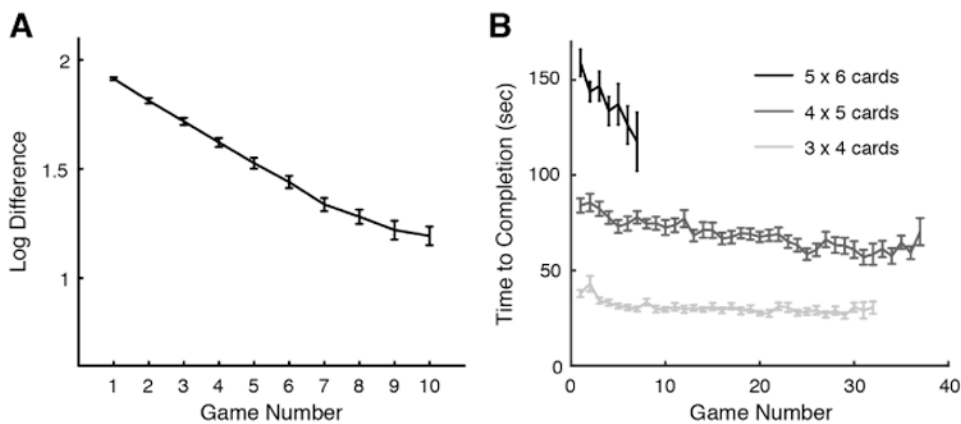 A
2
1.5
1
Log Difference
1 2 3 4 5 6 7 8 9 10
Game Number
B
150
100
50
0
Time to Completion (sec)
5 x 6 cards
4 x 5 cards
3 x 4 cards
0 10 20 30 40
Game Number